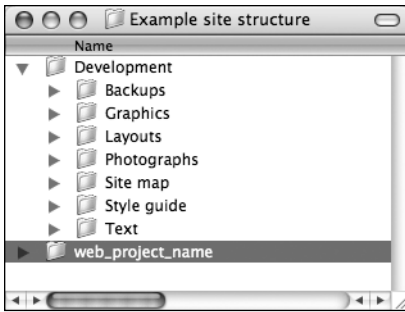 Example site structure
Name
Development
Backups
Graphics
Layouts
Photographs
Site map
Style guide
Text
web_project_name